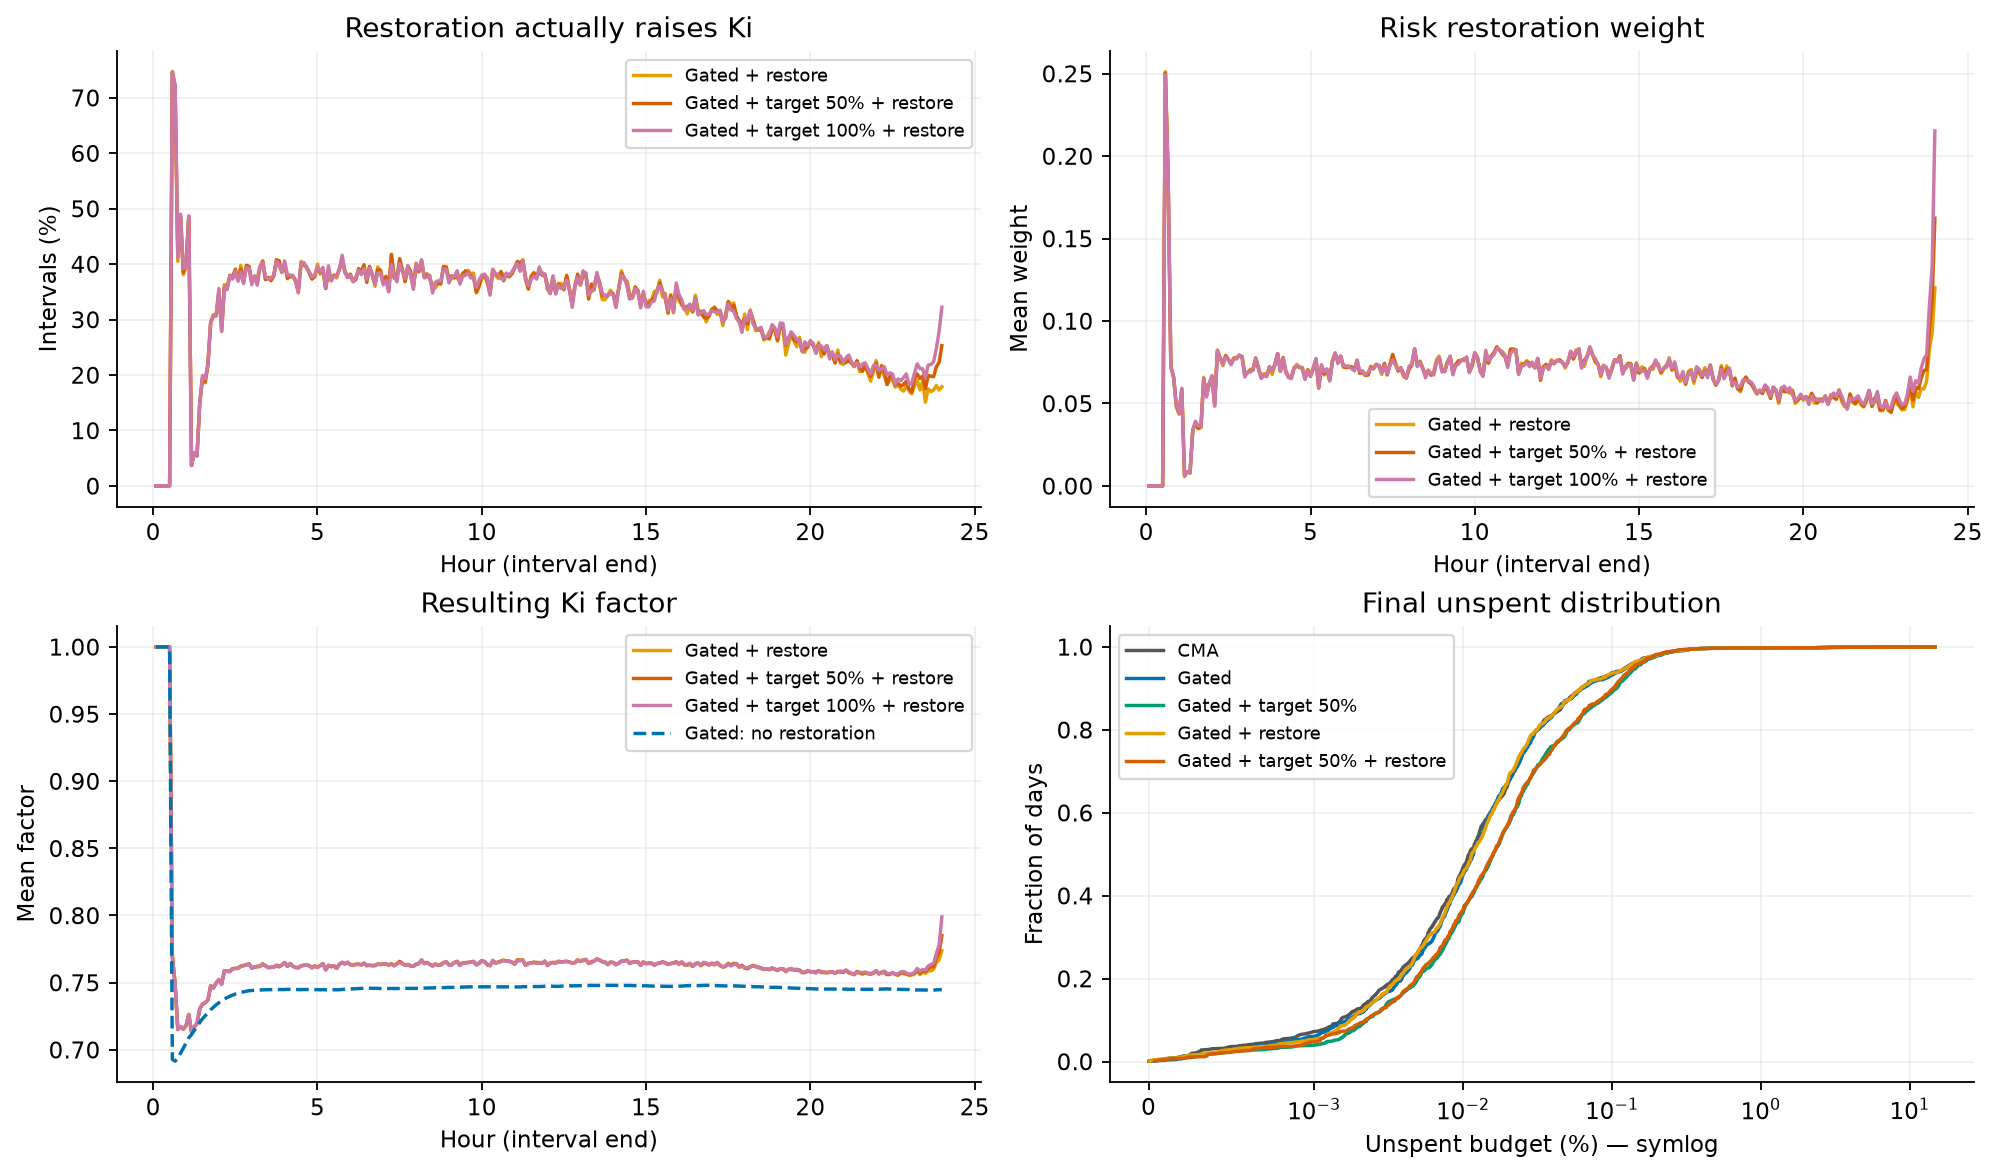 Restoration actually raises Ki
Intervals (%)
70
60
50
40
30
20
10
0
Gated + restore
Gated + target 50% + restore
Gated + target 100% + restore
0 5 10 15 20 25
Hour (interval end)
Risk restoration weight
Mean weight
0.25
0.20
0.15
0.10
0.05
0.00
Gated + restore
Gated + target 50% + restore
Gated + target 100% + restore
0 5 10 15 20 25
Hour (interval end)
Resulting Ki factor
Mean factor
1.00
0.95
0.90
0.85
0.80
0.75
0.70
Gated + restore
Gated + target 50% + restore
Gated + target 100% + restore
Gated: no restoration
0 5 10 15 20 25
Hour (interval end)
Final unspent distribution
Fraction of days
1.0
0.8
0.6
0.4
0.2
0.0
CMA
Gated
Gated + target 50%
Gated + restore
Gated + target 50% + restore
0 10⁻³ 10⁻² 10⁻¹ 10⁰ 10¹
Unspent budget (%) — symlog